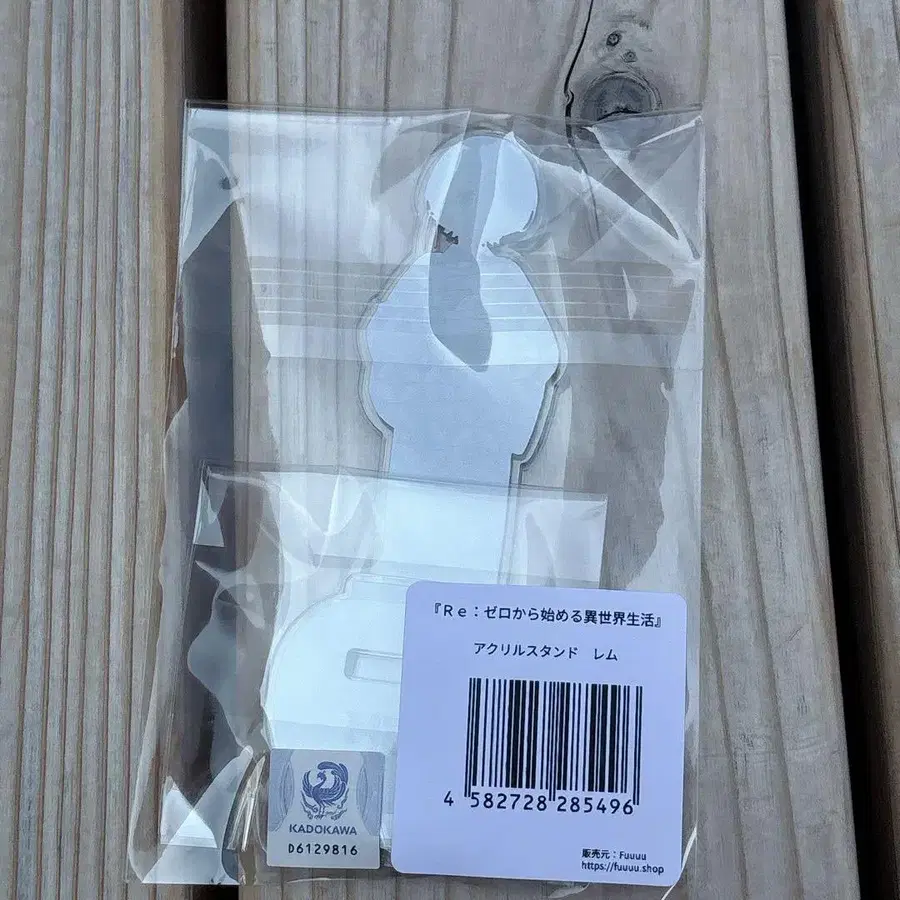 『Ｒｅ：ゼロから始める異世界生活』
アクリルスタンド　レム
4 582728 285496
販売元：Fuuuu
https://fuuuu.shop
KADOKAWA
D6129816